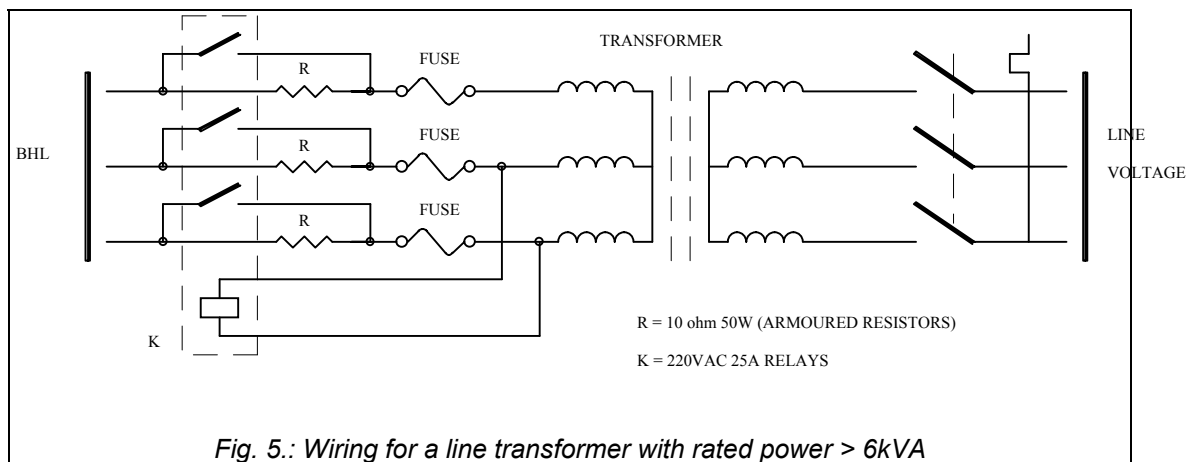 TRANSFORMER
FUSE
R
BHL
FUSE
R
LINE
VOLTAGE
FUSE
R
K
R = 10 ohm 50W (ARMOURED RESISTORS)
K = 220VAC 25A RELAYS
Fig. 5.: Wiring for a line transformer with rated power > 6kVA